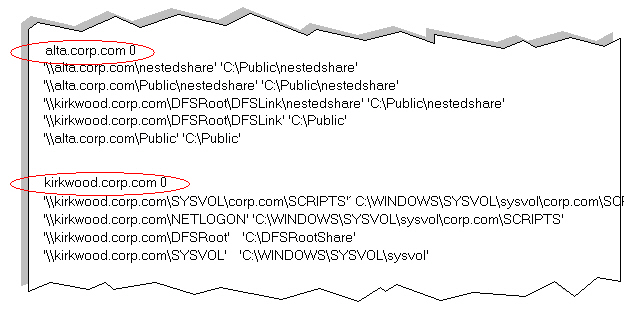 alta.corp.com 0
'\\alta.corp.com\nestedshare' 'C:\Public\nestedshare'
'\\alta.corp.com\Public\nestedshare' 'C:\Public\nestedshare'
'\\kirkwood.corp.com\DFSRoot\DFSLink\nestedshare' 'C:\Public\nestedshare'
'\\kirkwood.corp.com\DFSRoot\DFSLink' 'C:\Public'
'\\alta.corp.com\Public' 'C:\Public'
kirkwood.corp.com 0
'\\kirkwood.corp.com\SYSVOL\corp.com\SCRIPTS' 'C:\WINDOWS\SYSVOL\sysvol\corp.com\SCR
'\\kirkwood.corp.com\NETLOGON' 'C:\WINDOWS\SYSVOL\sysvol\corp.com\SCRIPTS'
'\\kirkwood.corp.com\DFSRoot' 'C:\DFSRootShare'
'\\kirkwood.corp.com\SYSVOL' 'C:\WINDOWS\SYSVOL\sysvol'